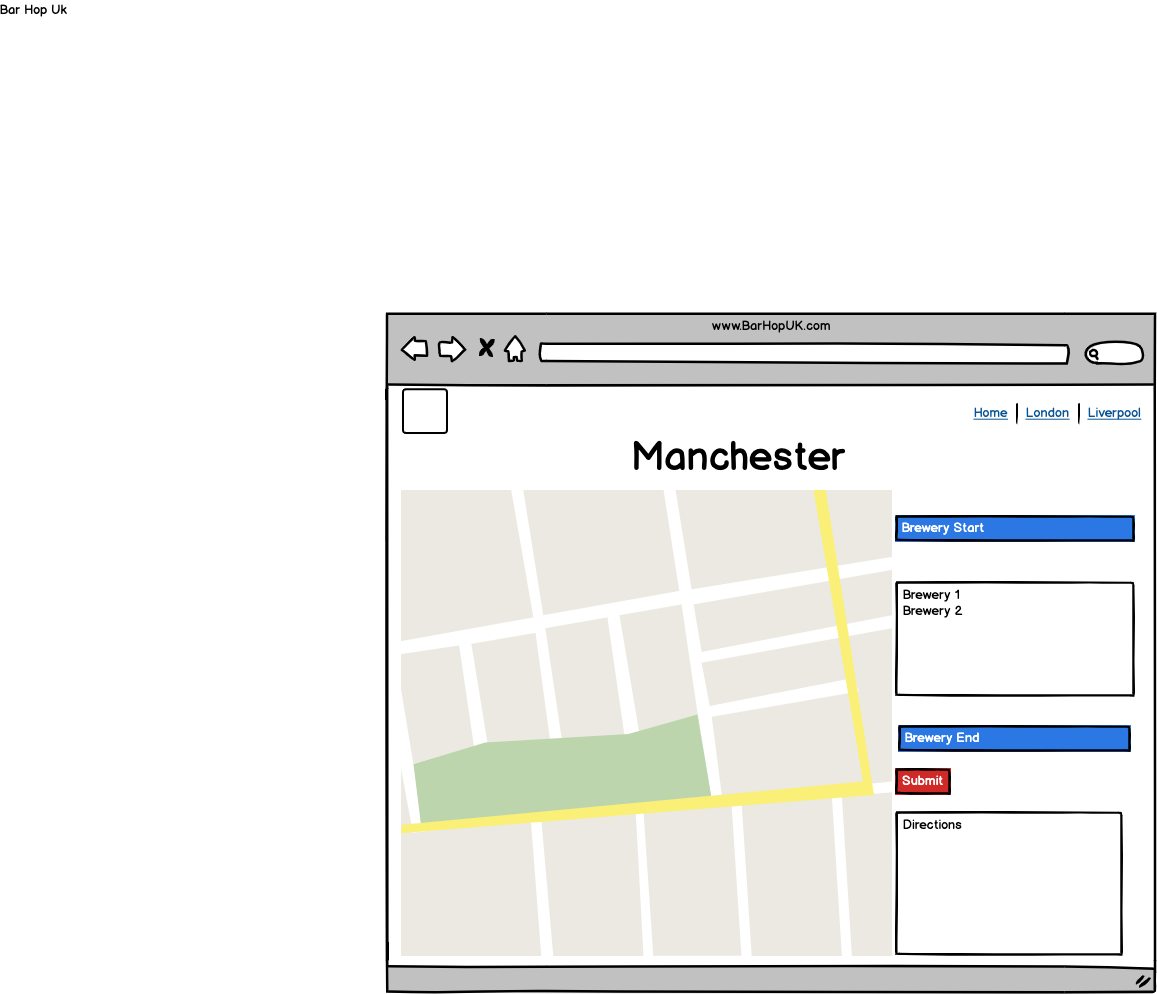 Bar Hop Uk
www.BarHopUK.com
Home London Liverpool
Manchester
Brewery Start
Brewery 1
Brewery 2
Brewery End
Submit
Directions